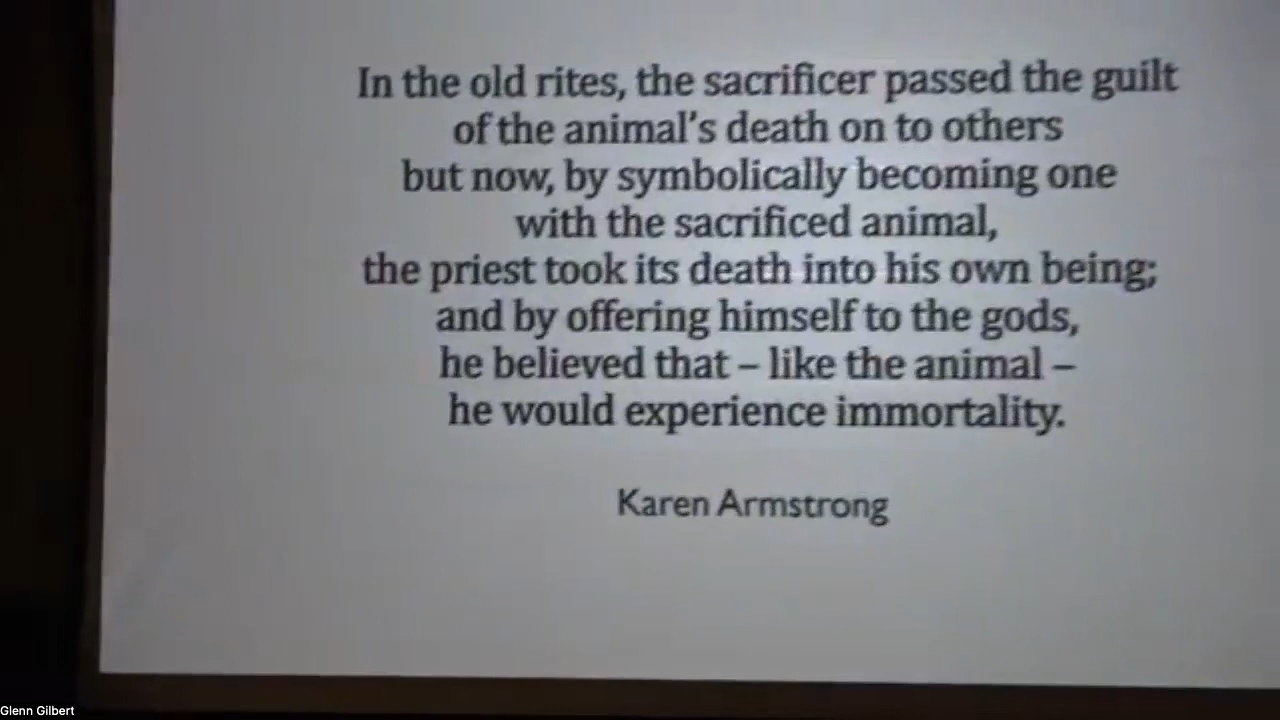 In the old rites, the sacrificer passed the guilt
of the animal's death on to others
but now, by symbolically becoming one
with the sacrificed animal,
the priest took its death into his own being;
and by offering himself to the gods,
he believed that – like the animal –
he would experience immortality.
Karen Armstrong
Glenn Gilbert